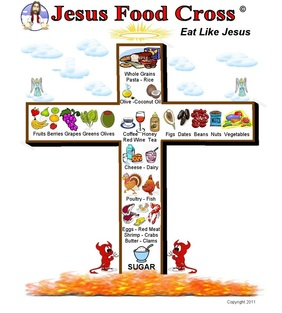 Jesus Food Cross ©
Eat Like Jesus
Whole Grains
Pasta - Rice
Olive -Coconut Oil
Fruits Berries Grapes Greens Olives
Coffee Honey
Red Wine Tea
Figs Dates Beans Nuts Vegetables
Cheese - Dairy
Poultry - Fish
Eggs - Red Meat
Shrimp - Crabs
Butter - Clams
SUGAR
Copyright 2011